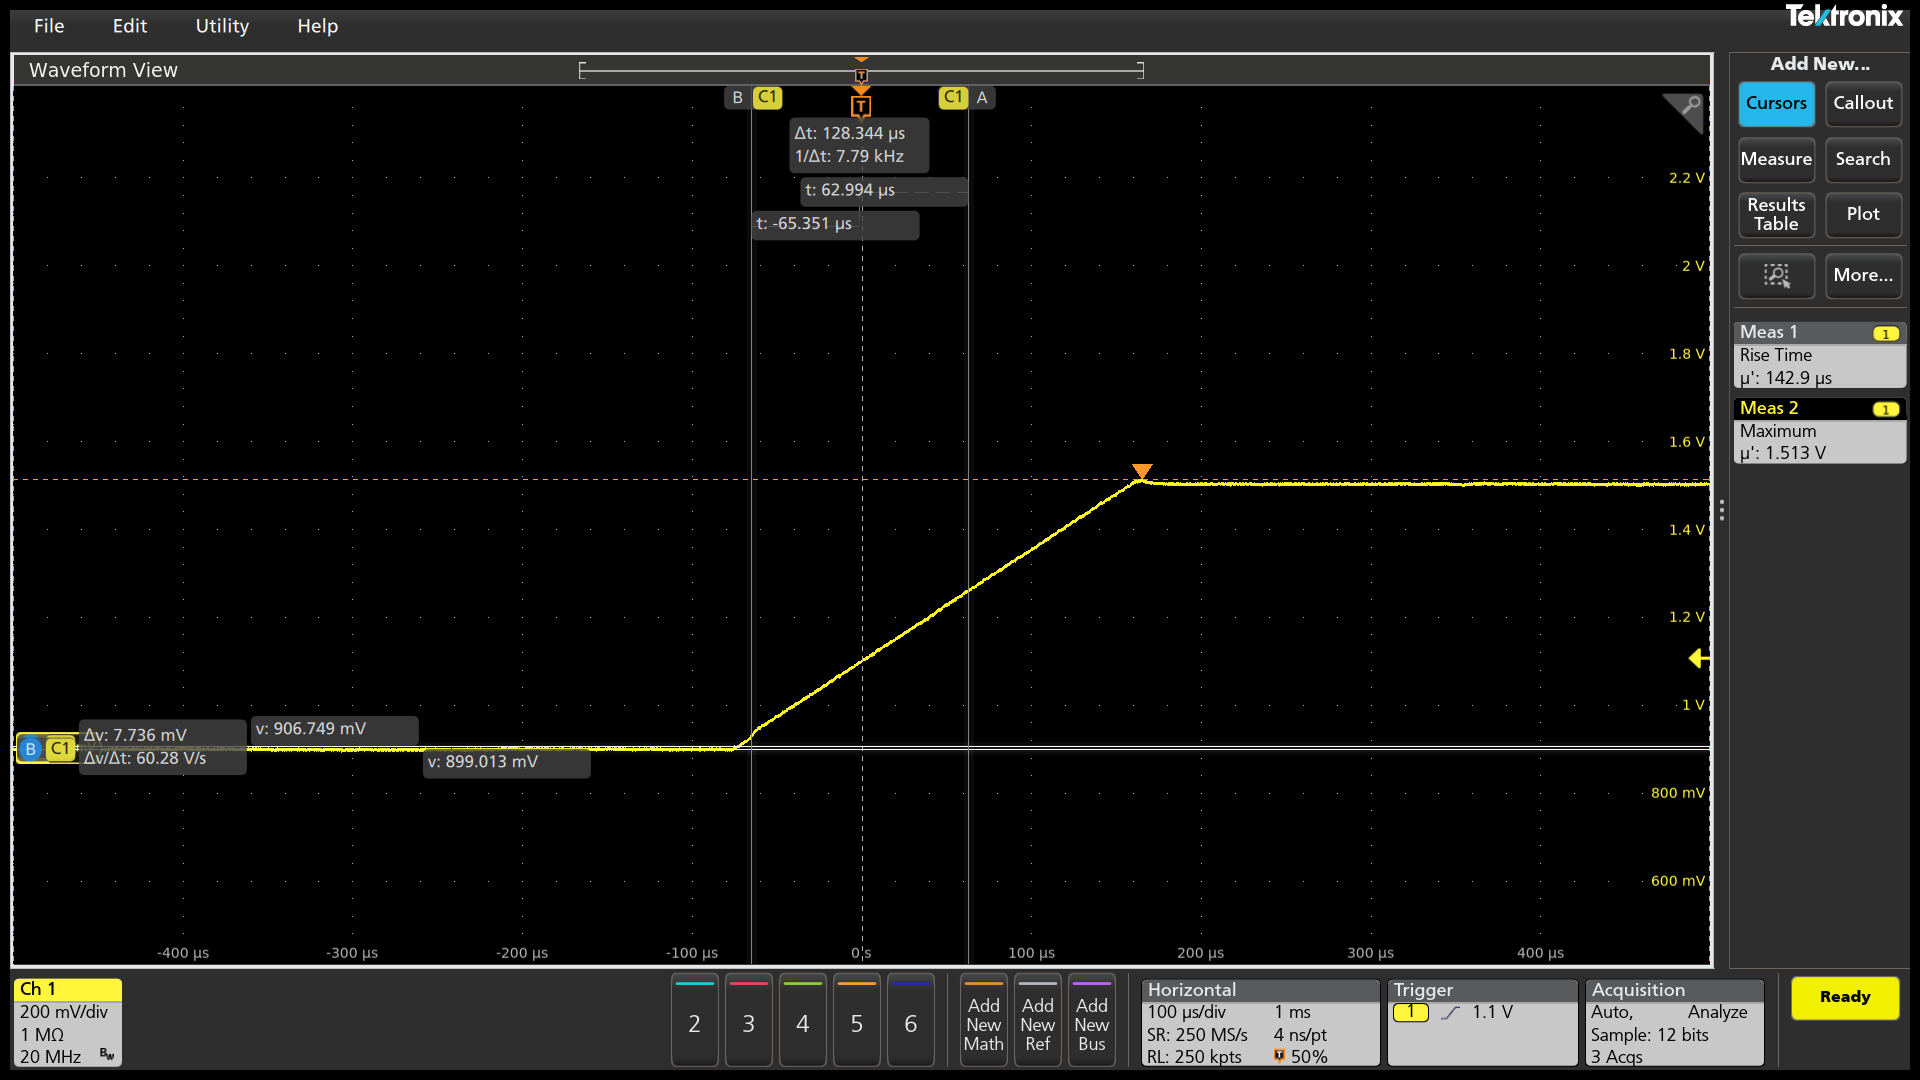 File Edit Utility Help
Tektronix
Waveform View
T
Add New...
B C1 T C1 A
Cursors Callout
Δt: 128.344 µs
1/Δt: 7.79 kHz
Measure Search
t: 62.994 µs
2.2 V
Results
Table
Plot
t: -65.351 µs
2 V
More...
Meas 1 1
Rise Time
µ': 142.9 µs
1.8 V
Meas 2 1
Maximum
µ': 1.513 V
1.6 V
1.4 V
1.2 V
1 V
B C1
Δv: 7.736 mV
Δv/Δt: 60.28 V/s
v: 906.749 mV
v: 899.013 mV
800 mV
600 mV
-400 µs -300 µs -200 µs -100 µs 0 s 100 µs 200 µs 300 µs 400 µs
Ch 1
200 mV/div
1 MΩ
20 MHz Bw
2 3 4 5 6
Add
New
Math
Add
New
Ref
Add
New
Bus
Horizontal
100 µs/div 1 ms
SR: 250 MS/s 4 ns/pt
RL: 250 kpts T 50%
Trigger
1 1.1 V
Acquisition
Auto, Analyze
Sample: 12 bits
3 Acqs
Ready